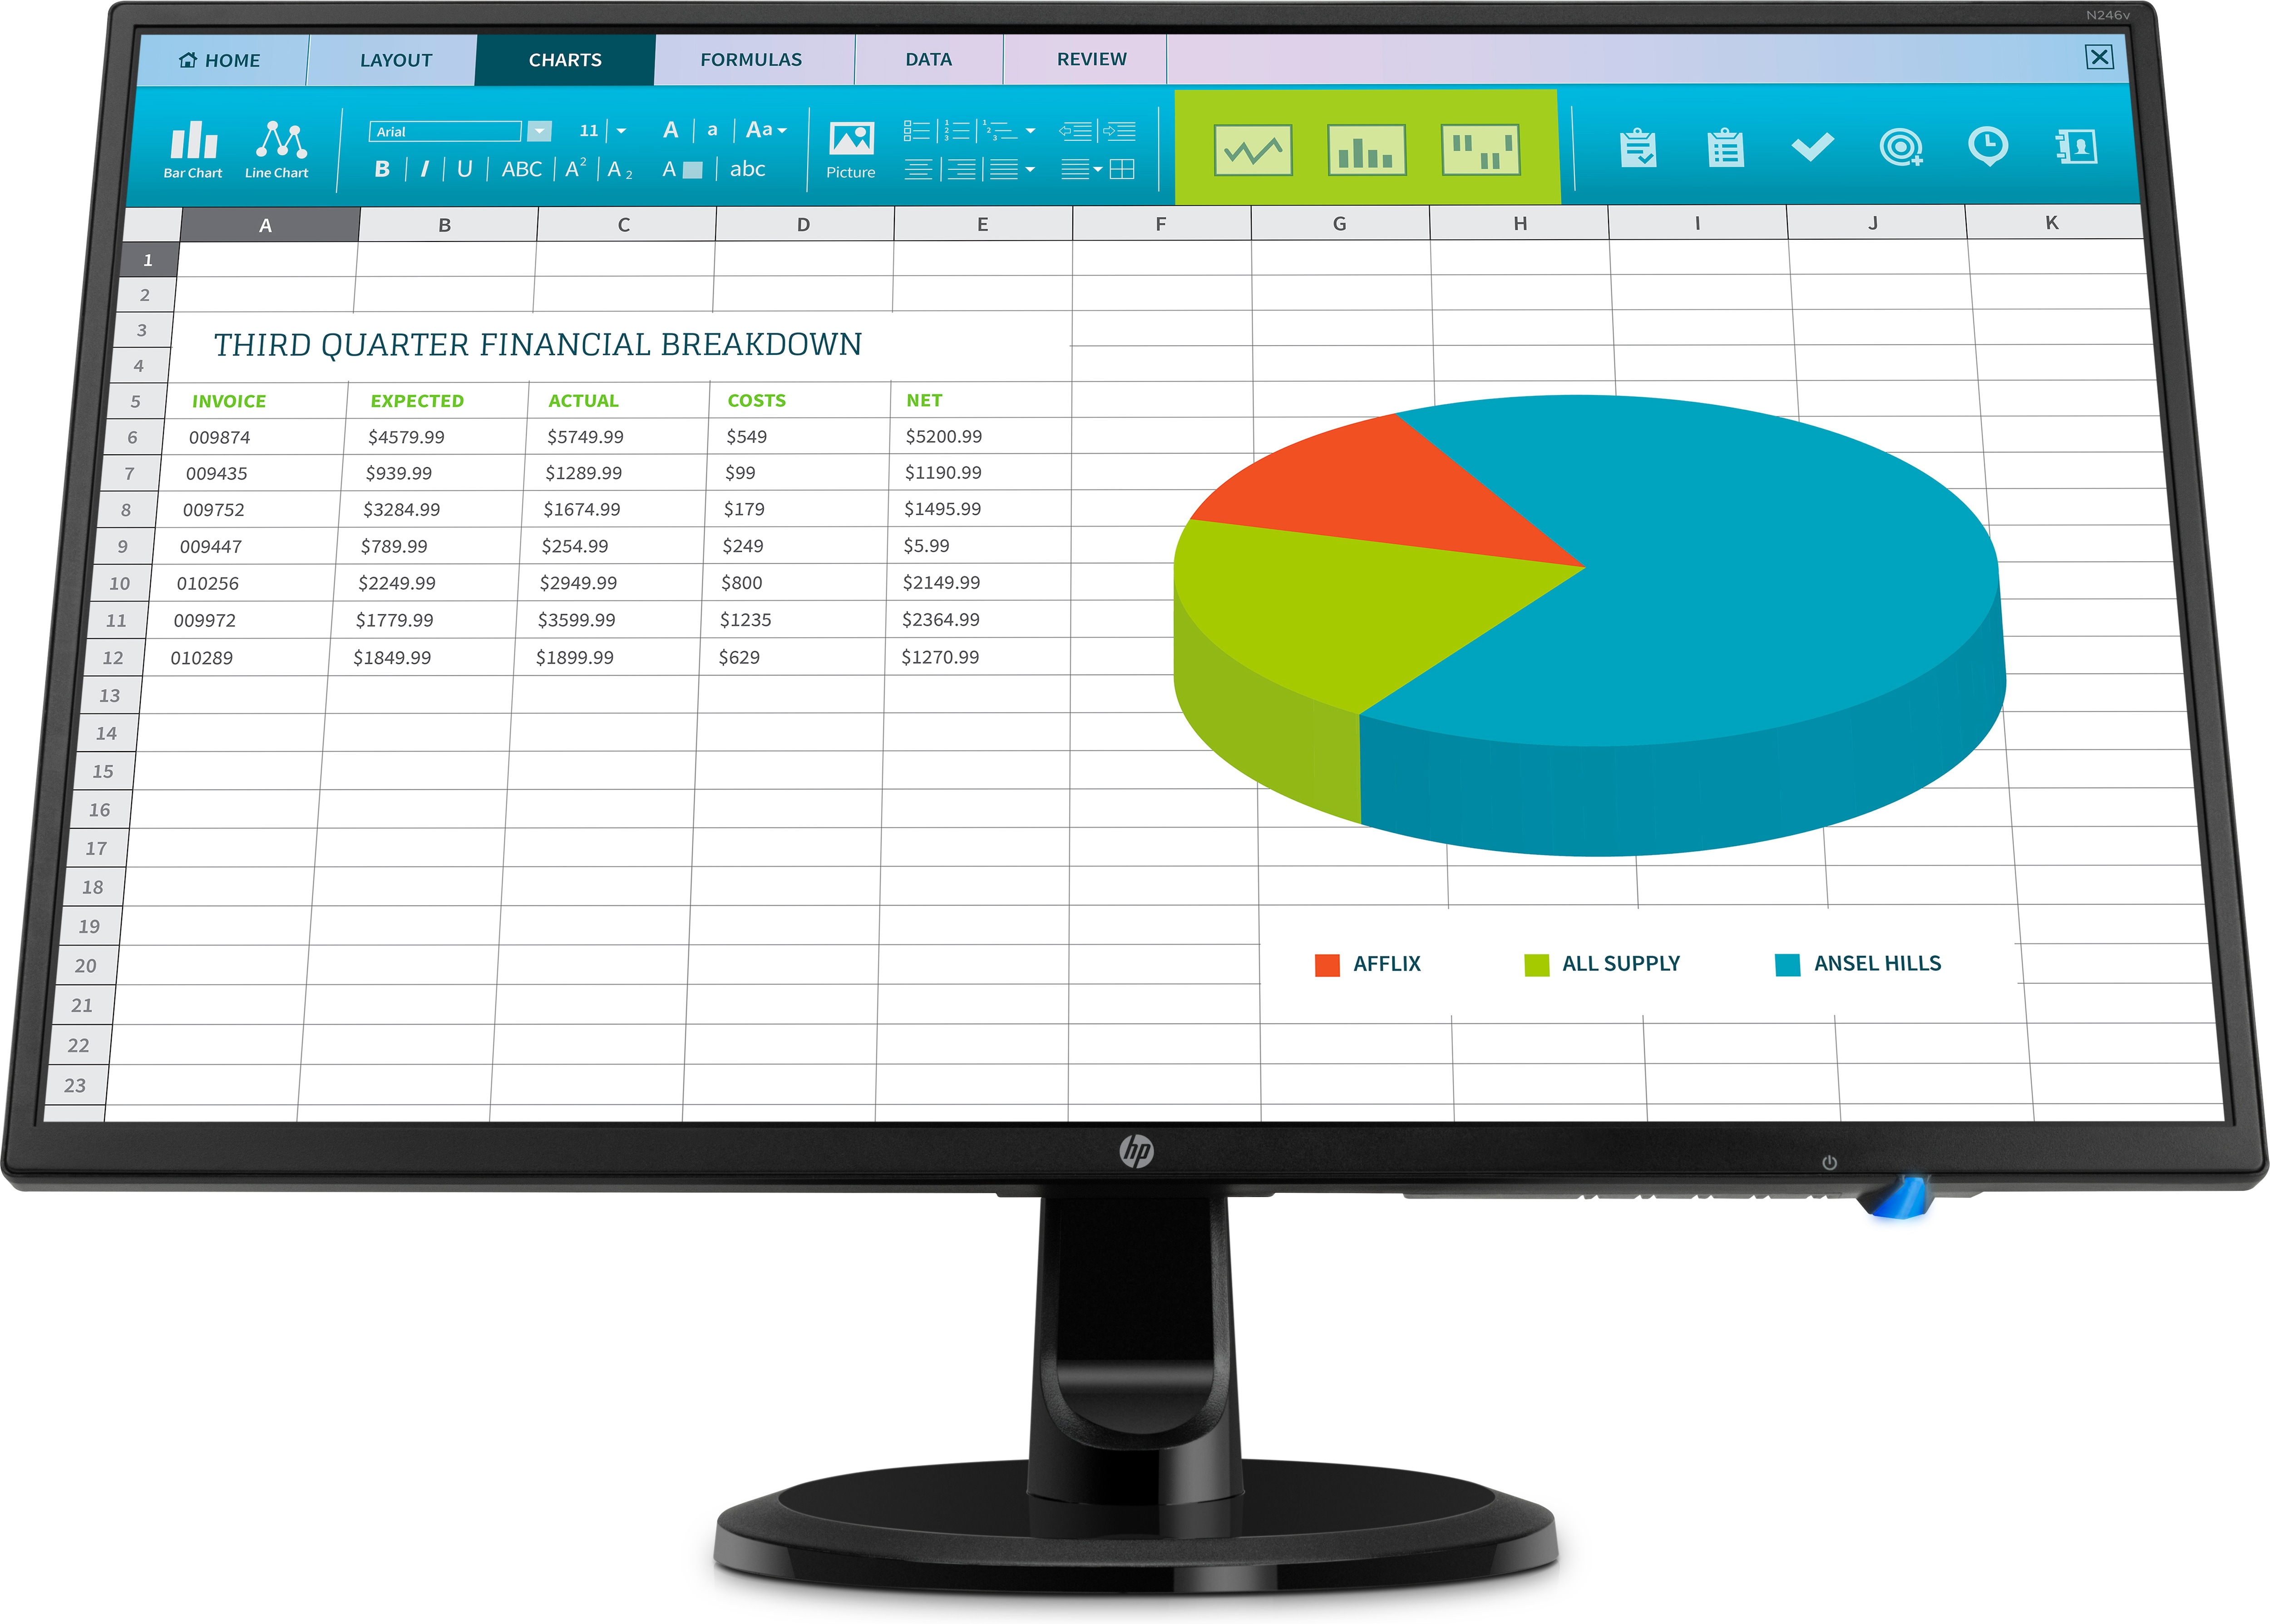 N246v
HOME LAYOUT CHARTS FORMULAS DATA REVIEW
Arial 11 A a Aa
Bar Chart Line Chart B I U ABC A2 A2 A abc Picture
A B C D E F G H I J K
1
2
3
THIRD QUARTER FINANCIAL BREAKDOWN
4
5 INVOICE EXPECTED ACTUAL COSTS NET
6 009874 $4579.99 $5749.99 $549 $5200.99
7 009435 $939.99 $1289.99 $99 $1190.99
8 009752 $3284.99 $1674.99 $179 $1495.99
9 009447 $789.99 $254.99 $249 $5.99
10 010256 $2249.99 $2949.99 $800 $2149.99
11 009972 $1779.99 $3599.99 $1235 $2364.99
12 010289 $1849.99 $1899.99 $629 $1270.99
13
14
15
16
17
18
19
20 AFFLIX ALL SUPPLY ANSEL HILLS
21
22
23
hp